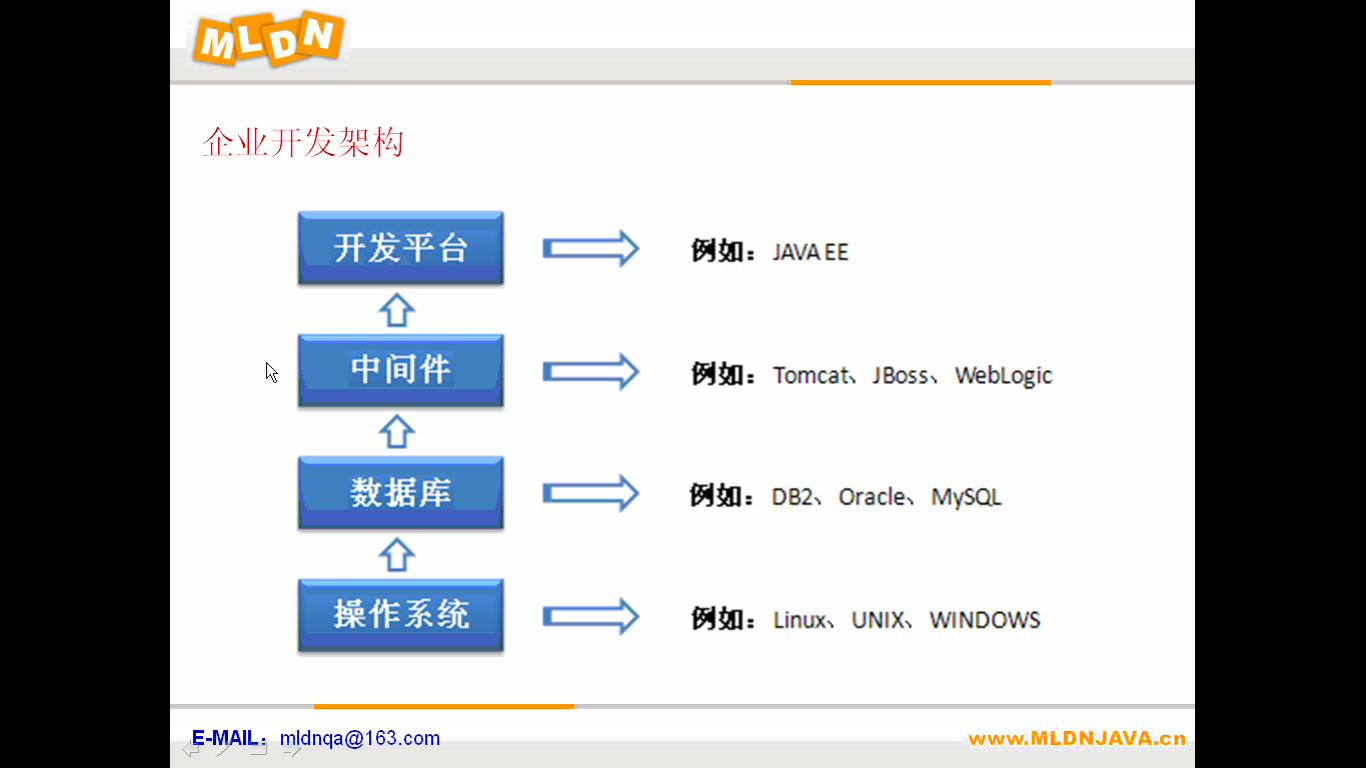 MLDN
企业开发架构
开发平台 例如：JAVA EE
中间件 例如：Tomcat、JBoss、WebLogic
数据库 例如：DB2、Oracle、MySQL
操作系统 例如：Linux、UNIX、WINDOWS
E-MAIL：mldnqa@163.com www.MLDNJAVA.cn